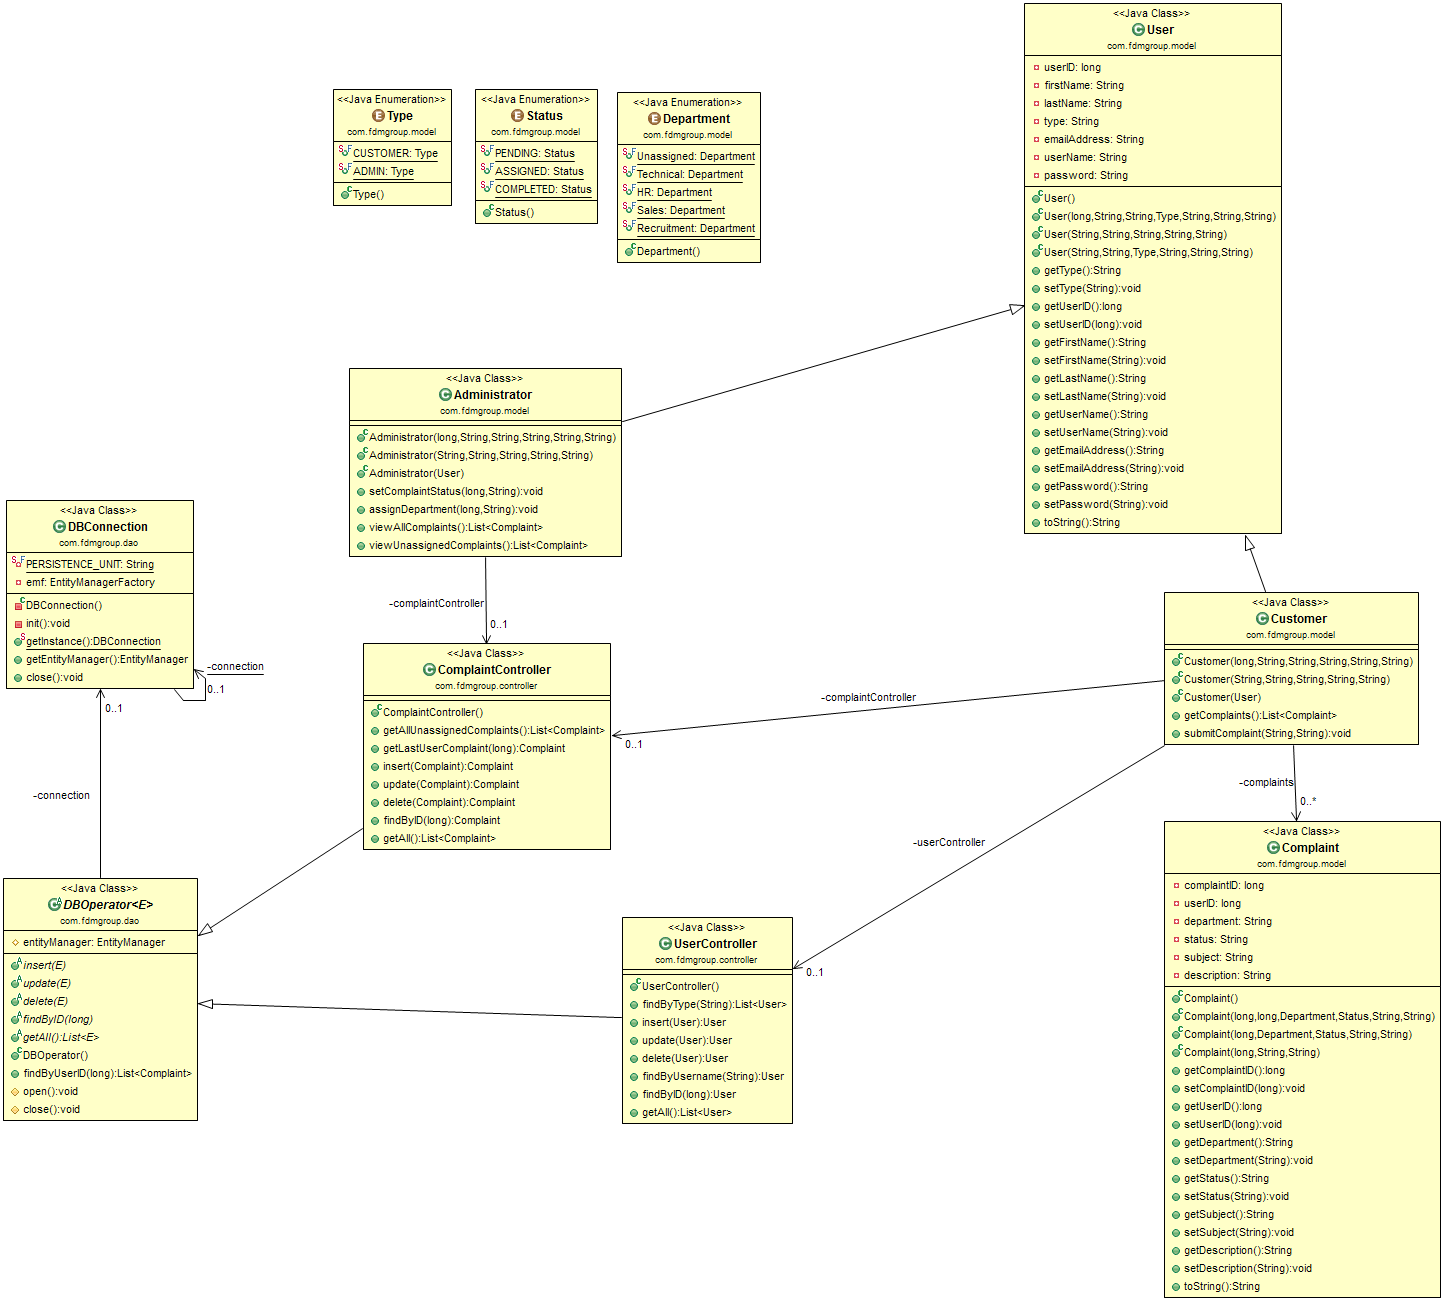 <<Java Class>>
User
com.fdmgroup.model
userID: long
firstName: String
lastName: String
type: String
emailAddress: String
userName: String
password: String
User()
User(long,String,String,Type,String,String,String)
User(String,String,String,String,String)
User(String,String,Type,String,String,String)
getType():String
setType(String):void
getUserID():long
setUserID(long):void
getFirstName():String
setFirstName(String):void
getLastName():String
setLastName(String):void
getUserName():String
setUserName(String):void
getEmailAddress():String
setEmailAddress(String):void
getPassword():String
setPassword(String):void
toString():String
<<Java Enumeration>>
Type
com.fdmgroup.model
CUSTOMER: Type
ADMIN: Type
Type()
<<Java Enumeration>>
Status
com.fdmgroup.model
PENDING: Status
ASSIGNED: Status
COMPLETED: Status
Status()
<<Java Enumeration>>
Department
com.fdmgroup.model
Unassigned: Department
Technical: Department
HR: Department
Sales: Department
Recruitment: Department
Department()
<<Java Class>>
Administrator
com.fdmgroup.model
Administrator(long,String,String,String,String,String)
Administrator(String,String,String,String,String)
Administrator(User)
setComplaintStatus(long,String):void
assignDepartment(long,String):void
viewAllComplaints():List<Complaint>
viewUnassignedComplaints():List<Complaint>
<<Java Class>>
DBConnection
com.fdmgroup.dao
PERSISTENCE_UNIT: String
emf: EntityManagerFactory
DBConnection()
init():void
getInstance():DBConnection
getEntityManager():EntityManager
close():void
-connection
0..1
0..1
-connection
-complaintController
0..1
<<Java Class>>
ComplaintController
com.fdmgroup.controller
ComplaintController()
getAllUnassignedComplaints():List<Complaint>
getLastUserComplaint(long):Complaint
insert(Complaint):Complaint
update(Complaint):Complaint
delete(Complaint):Complaint
findByID(long):Complaint
getAll():List<Complaint>
<<Java Class>>
Customer
com.fdmgroup.model
Customer(long,String,String,String,String,String)
Customer(String,String,String,String,String)
Customer(User)
getComplaints():List<Complaint>
submitComplaint(String,String):void
-complaintController
0..1
-userController
0..1
-complaints
0..*
<<Java Class>>
DBOperator<E>
com.fdmgroup.dao
entityManager: EntityManager
insert(E)
update(E)
delete(E)
findByID(long)
getAll():List<E>
DBOperator()
findByUserID(long):List<Complaint>
open():void
close():void
<<Java Class>>
UserController
com.fdmgroup.controller
UserController()
findByType(String):List<User>
insert(User):User
update(User):User
delete(User):User
findByUsername(String):User
findByID(long):User
getAll():List<User>
<<Java Class>>
Complaint
com.fdmgroup.model
complaintID: long
userID: long
department: String
status: String
subject: String
description: String
Complaint()
Complaint(long,long,Department,Status,String,String)
Complaint(long,Department,Status,String,String)
Complaint(long,String,String)
getComplaintID():long
setComplaintID(long):void
getUserID():long
setUserID(long):void
getDepartment():String
setDepartment(String):void
getStatus():String
setStatus(String):void
getSubject():String
setSubject(String):void
getDescription():String
setDescription(String):void
toString():String